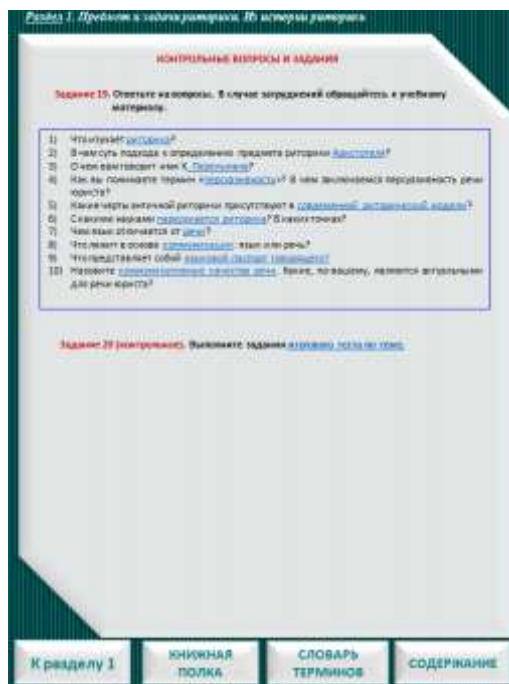 Раздел 1. Предмет и задачи риторики. Из истории риторики
КОНТРОЛЬНЫЕ ВОПРОСЫ И ЗАДАНИЯ
Задание 19. Ответьте на вопросы. В случае затруднений обращайтесь к учебному
материалу.
1) Что изучает риторика?
2) В чем суть подхода к определению предмета риторики Аристотеля?
3) О чем вам говорит имя Х. Перельмана?
4) Как вы понимаете термин «персуазивность»? В чем заключается персуазивность речи
юриста?
5) Какие черты античной риторики присутствуют в современной риторической модели?
6) С какими науками пересекается риторика? В каких точках?
7) Чем язык отличается от речи?
8) Что лежит в основе коммуникации: язык или речь?
9) Что представляет собой языковой паспорт говорящего?
10) Назовите коммуникативные качества речи. Какие, по-вашему, являются актуальными
для речи юриста?
Задание 20 (контрольное). Выполните задания итогового теста по теме.
К разделу 1
КНИЖНАЯ
ПОЛКА
СЛОВАРЬ
ТЕРМИНОВ
СОДЕРЖАНИЕ